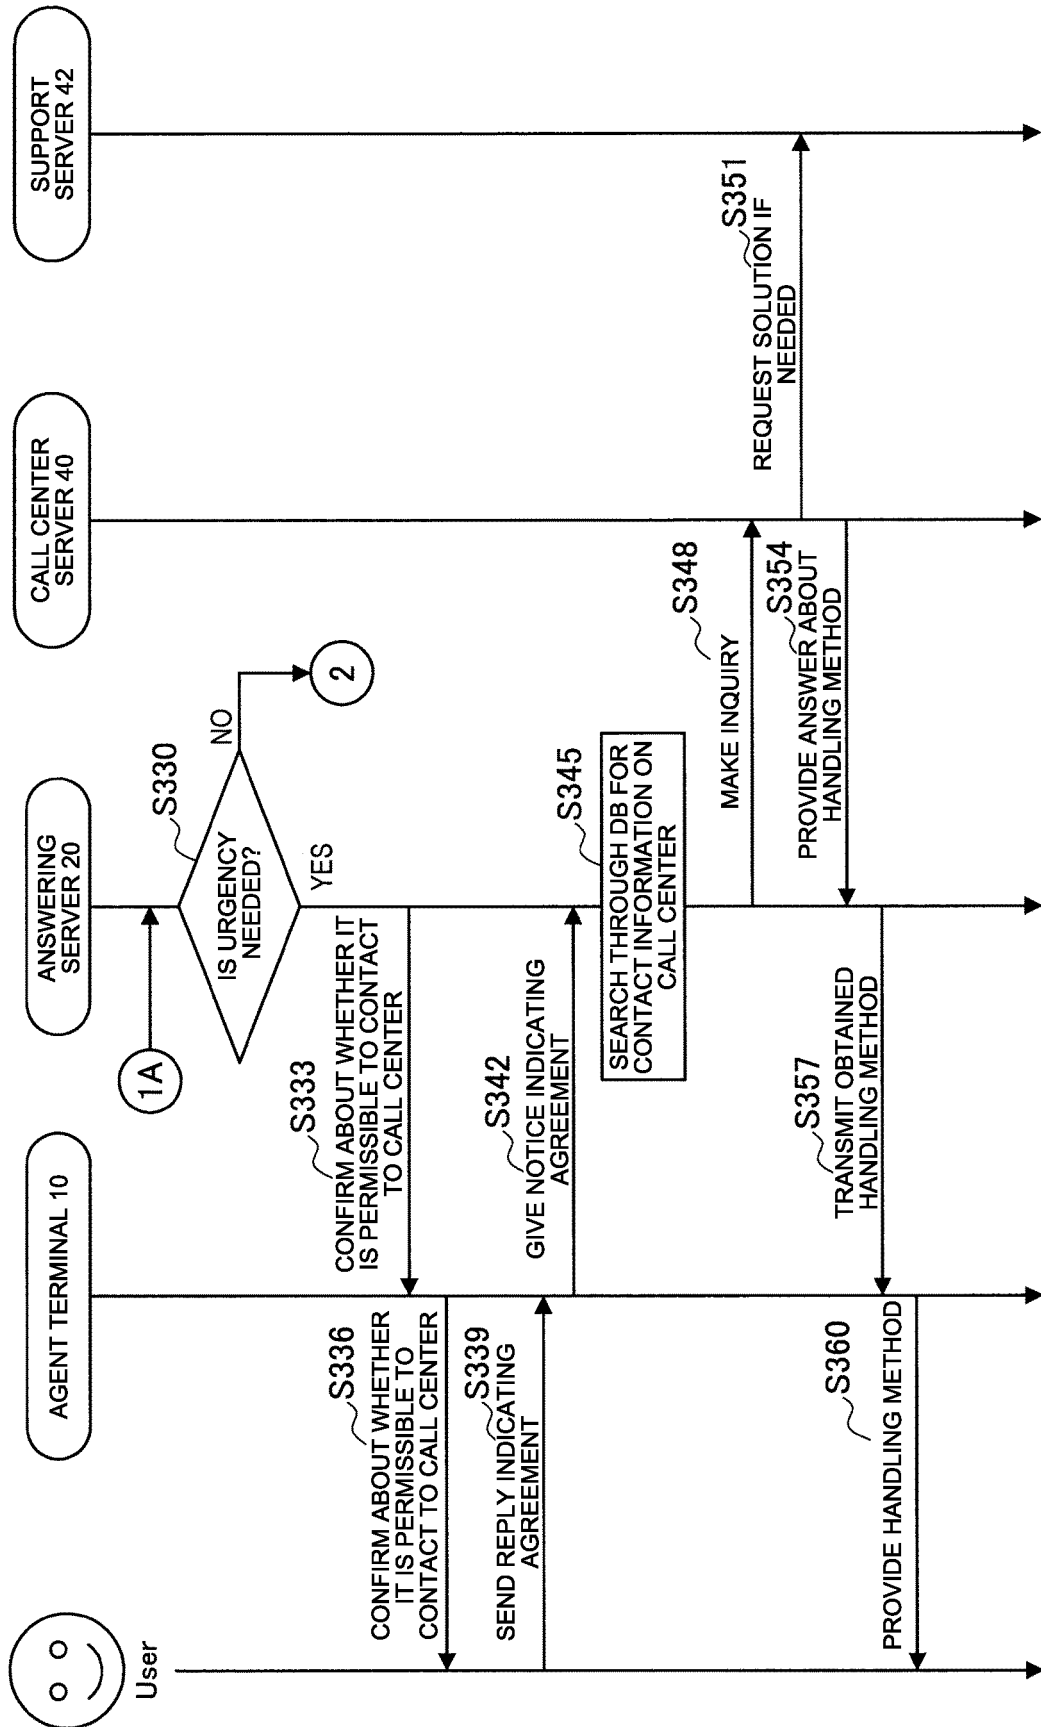 User
AGENT TERMINAL 10
ANSWERING
SERVER 20
CALL CENTER
SERVER 40
SUPPORT
SERVER 42
1A
S330
IS URGENCY
NEEDED?
NO
2
YES
S333
CONFIRM ABOUT WHETHER IT
IS PERMISSIBLE TO CONTACT
TO CALL CENTER
S336
CONFIRM ABOUT WHETHER
IT IS PERMISSIBLE TO
CONTACT TO CALL CENTER
S339
SEND REPLY INDICATING
AGREEMENT
S342
GIVE NOTICE INDICATING
AGREEMENT
S345
SEARCH THROUGH DB FOR
CONTACT INFORMATION ON
CALL CENTER
S348
MAKE INQUIRY
S351
REQUEST SOLUTION IF
NEEDED
S354
PROVIDE ANSWER ABOUT
HANDLING METHOD
S357
TRANSMIT OBTAINED
HANDLING METHOD
S360
PROVIDE HANDLING METHOD